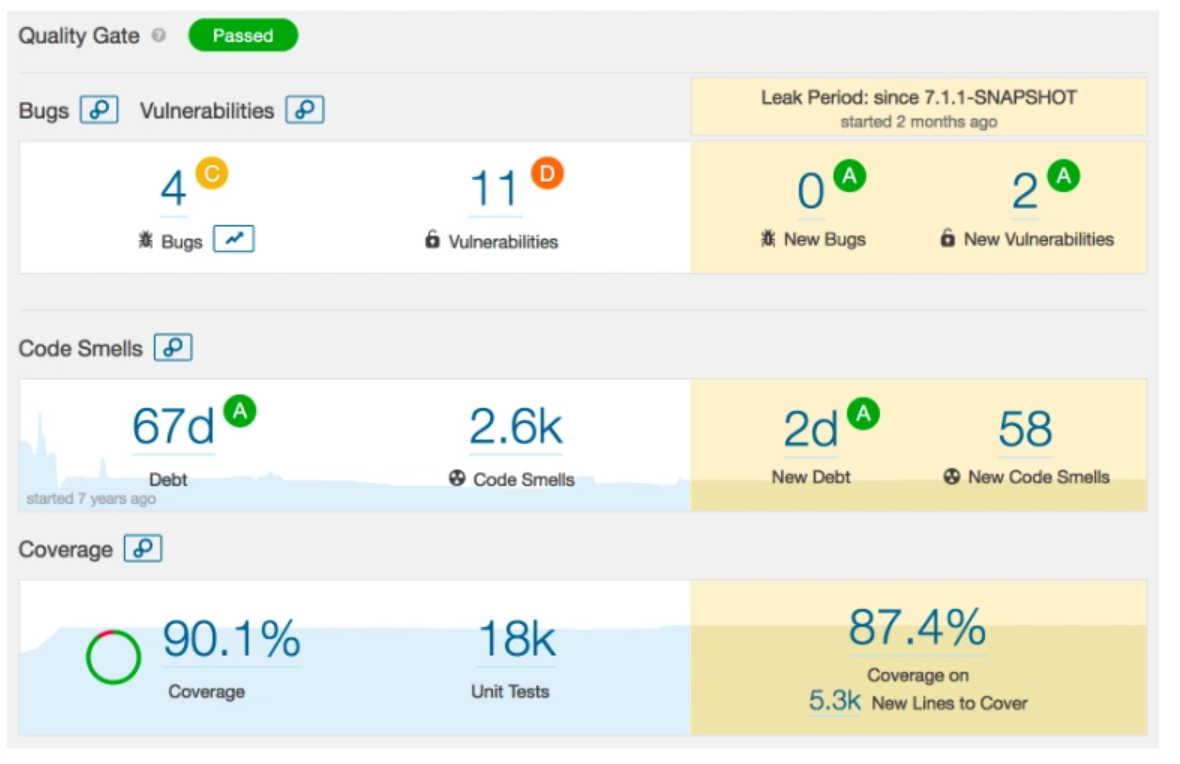 Quality Gate ? Passed
Bugs Vulnerabilities
Leak Period: since 7.1.1-SNAPSHOT
started 2 months ago
4 C
11 D
0 A
2 A
Bugs
Vulnerabilities
New Bugs
New Vulnerabilities
Code Smells
67d A
2.6k
2d A
58
Debt
Code Smells
New Debt
New Code Smells
started 7 years ago
Coverage
90.1%
18k
87.4%
Coverage
Unit Tests
Coverage on
5.3k New Lines to Cover